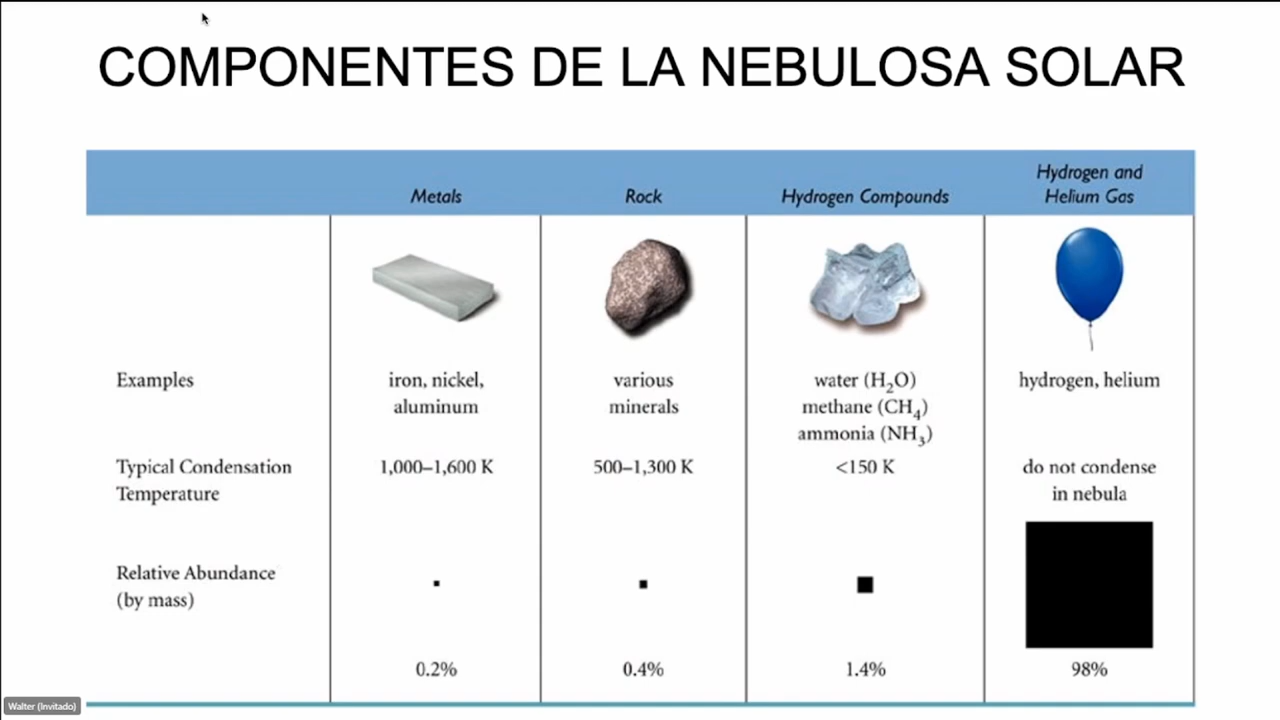 COMPONENTES DE LA NEBULOSA SOLAR
Metals
Rock
Hydrogen Compounds
Hydrogen and
Helium Gas
Examples
iron, nickel,
aluminum
various
minerals
water (H₂O)
methane (CH₄)
ammonia (NH₃)
hydrogen, helium
Typical Condensation
Temperature
1,000–1,600 K
500–1,300 K
<150 K
do not condense
in nebula
Relative Abundance
(by mass)
0.2%
0.4%
1.4%
98%
Walter (Invitado)